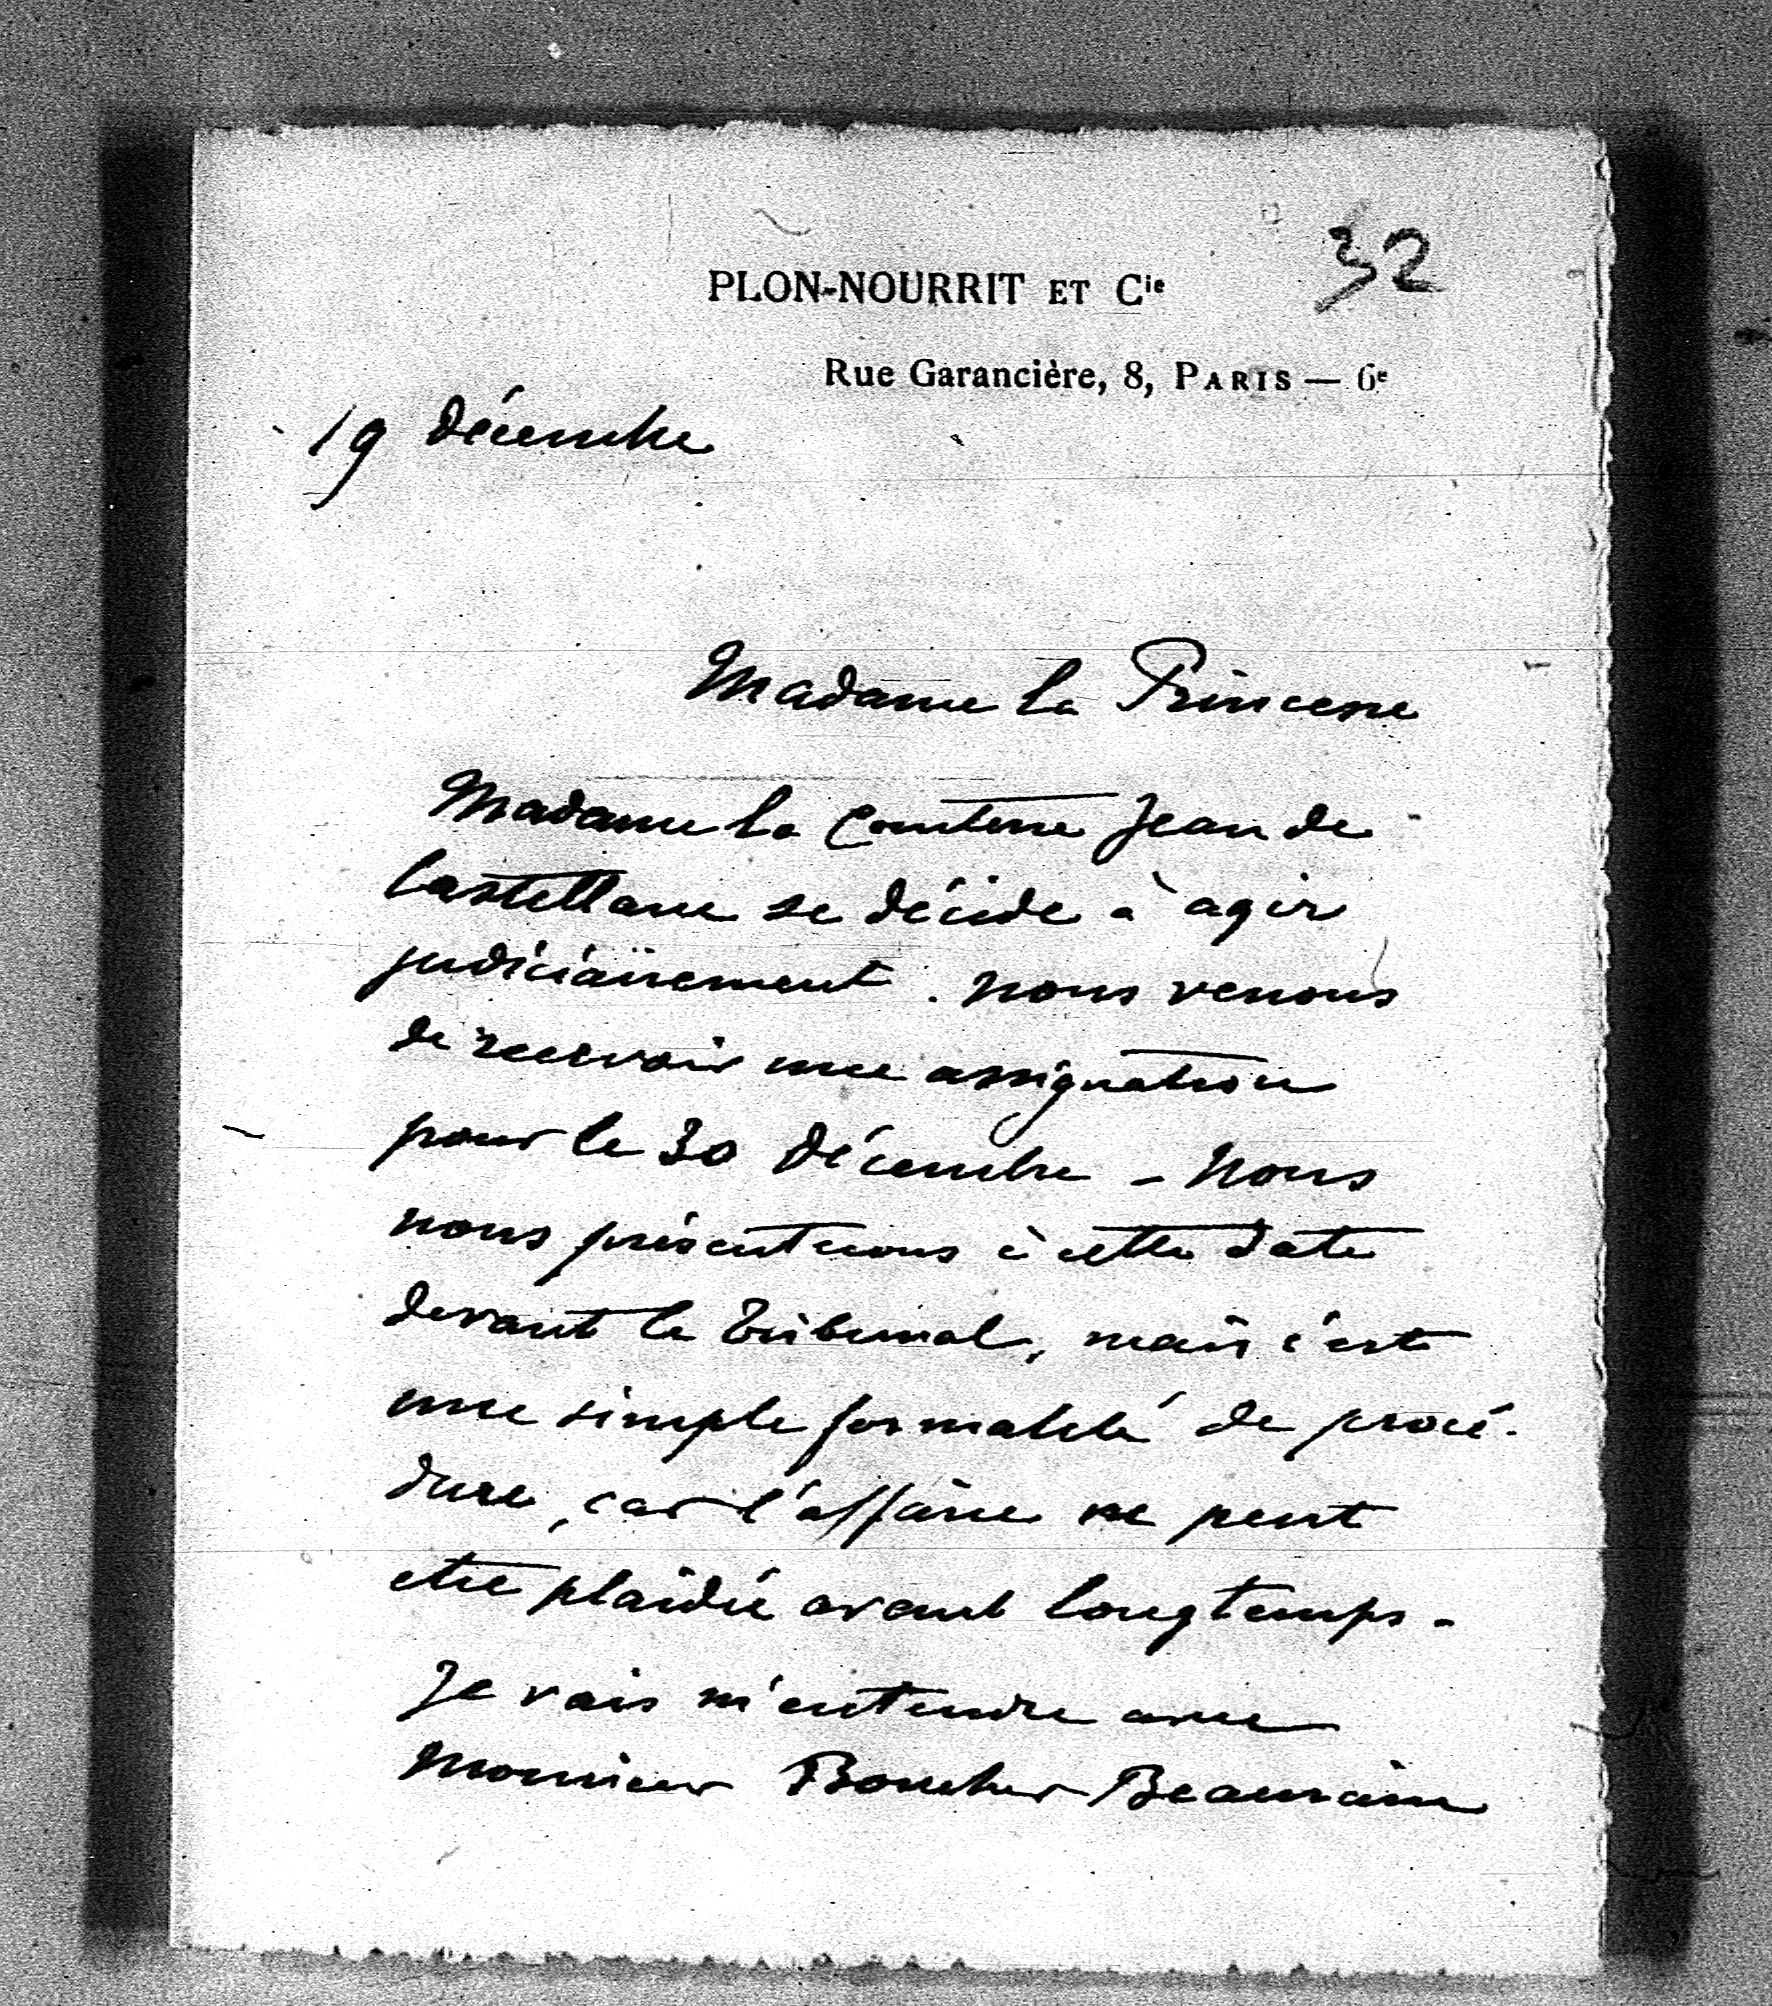 32
PLON-NOURRIT ET Cie
Rue Garancière, 8, PARIS — 6e
19 décembre
Madame la Princesse
Madame la Comtesse Jean de
Castellane se décide à agir
judiciairement. Nous venons
de recevoir une assignation
pour le 30 décembre - Nous
nous présenterons à cette date
devant le Tribunal, mais c'est
une simple formalité de procé-
dure, car l'affaire ne peut
etre plaidée avant longtemps -
Je vais m'entendre avec
Monsieur Boucher